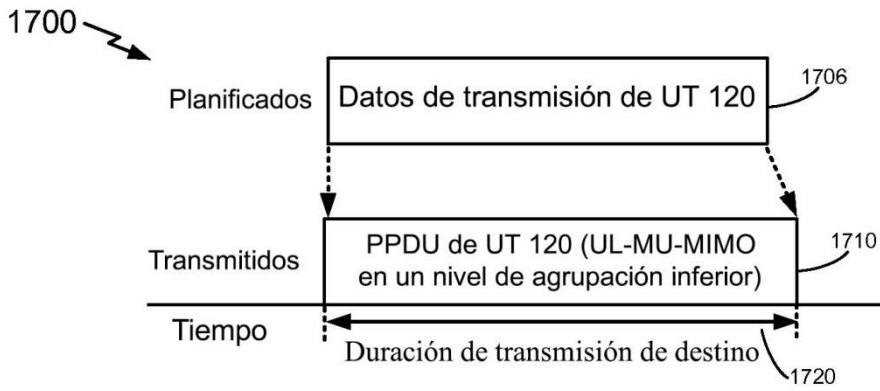 1700
Planificados
Datos de transmisión de UT 120
1706
Transmitidos
PPDU de UT 120 (UL-MU-MIMO
en un nivel de agrupación inferior)
1710
Tiempo
Duración de transmisión de destino
1720